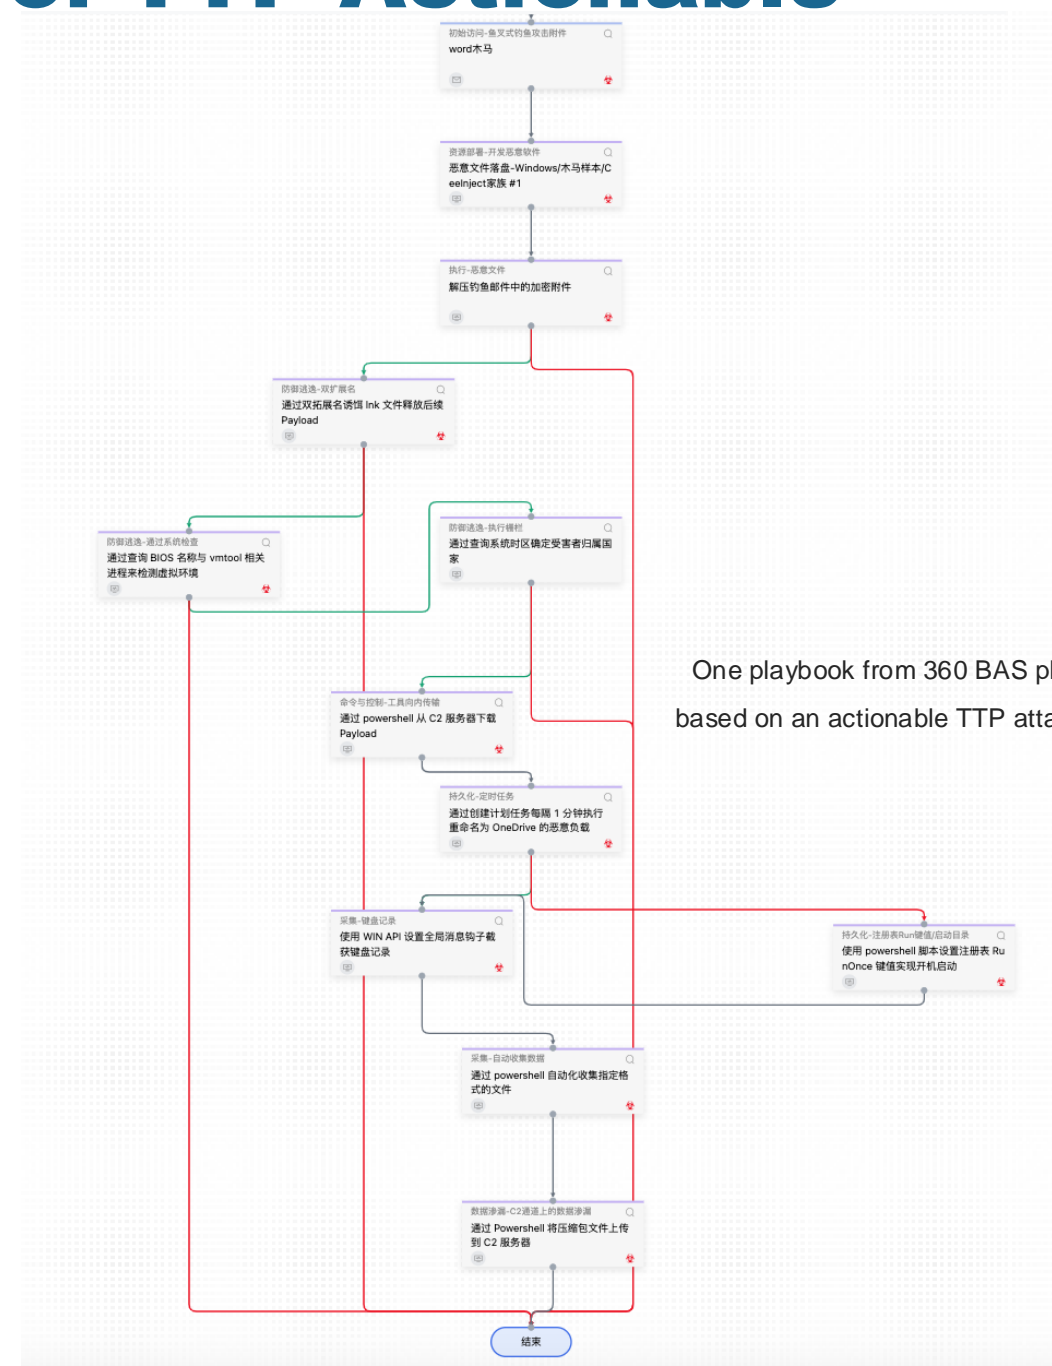 初始访问-鱼叉式钓鱼攻击附件
word木马
资源部署-开发恶意软件
恶意文件落盘-Windows/木马样本/C
eeInject家族 #1
执行-恶意文件
解压钓鱼邮件中的加密附件
防御逃逸-双扩展名
通过双拓展名诱饵 lnk 文件释放后续
Payload
防御逃逸-通过系统检查
通过查询 BIOS 名称与 vmtool 相关
进程来检测虚拟环境
防御逃逸-执行栅栏
通过查询系统时区确定受害者归属国
家
One playbook from 360 BAS pl
based on an actionable TTP atta
命令与控制-工具向内传输
通过 powershell 从 C2 服务器下载
Payload
持久化-定时任务
通过创建计划任务每隔 1 分钟执行
重命名为 OneDrive 的恶意负载
采集-键盘记录
使用 WIN API 设置全局消息钩子截
获键盘记录
持久化-注册表Run键值/启动目录
使用 powershell 脚本设置注册表 Ru
nOnce 键值实现开机启动
采集-自动收集数据
通过 powershell 自动化收集指定格
式的文件
数据渗漏-C2通道上的数据渗漏
通过 Powershell 将压缩包文件上传
到 C2 服务器
结束